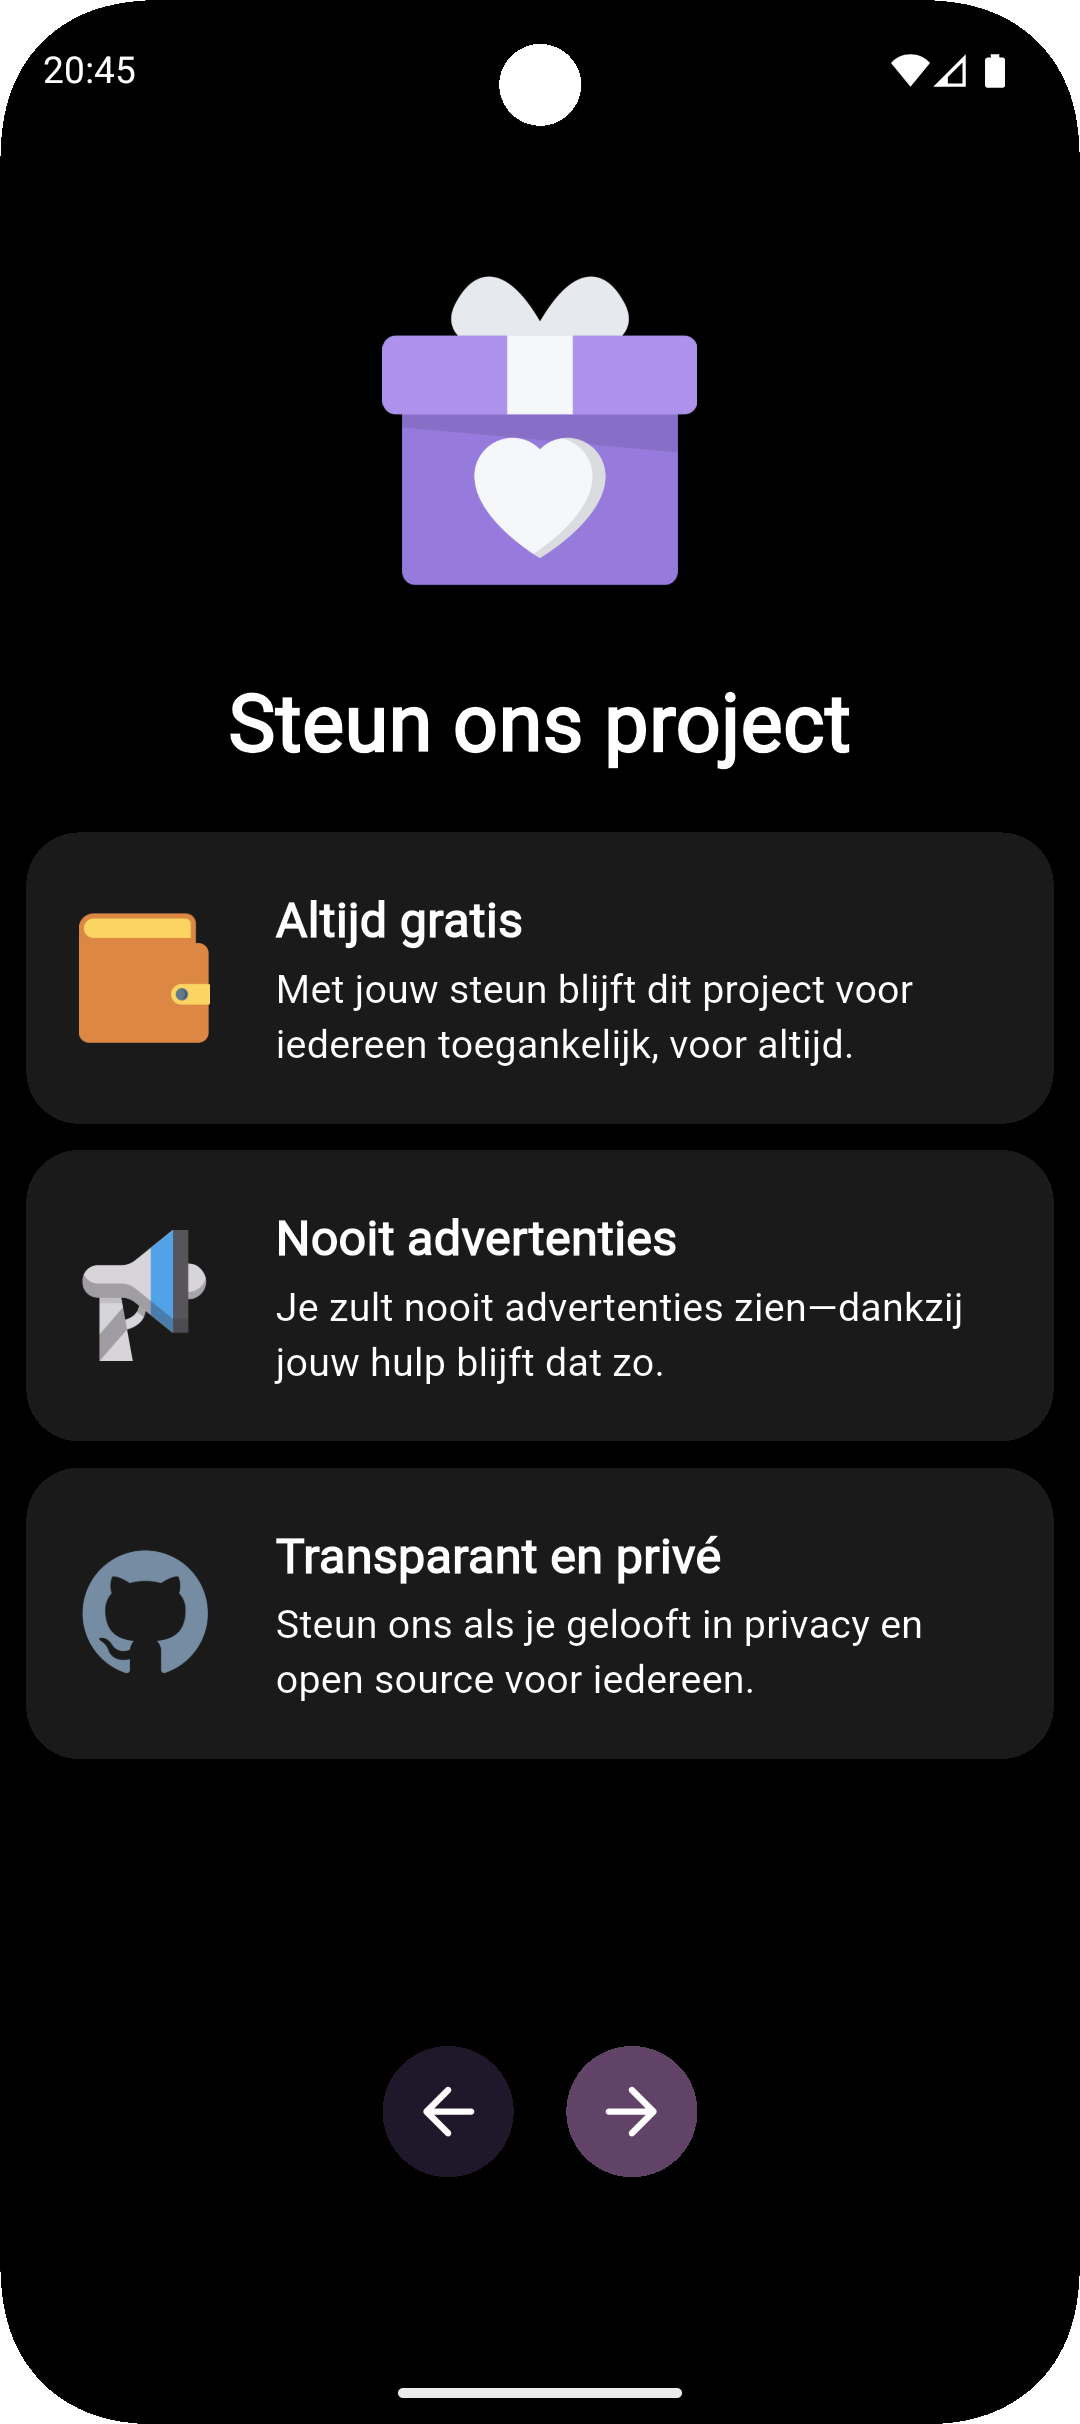 20:45
Steun ons project
Altijd gratis
Met jouw steun blijft dit project voor
iedereen toegankelijk, voor altijd.
Nooit advertenties
Je zult nooit advertenties zien—dankzij
jouw hulp blijft dat zo.
Transparant en privé
Steun ons als je gelooft in privacy en
open source voor iedereen.